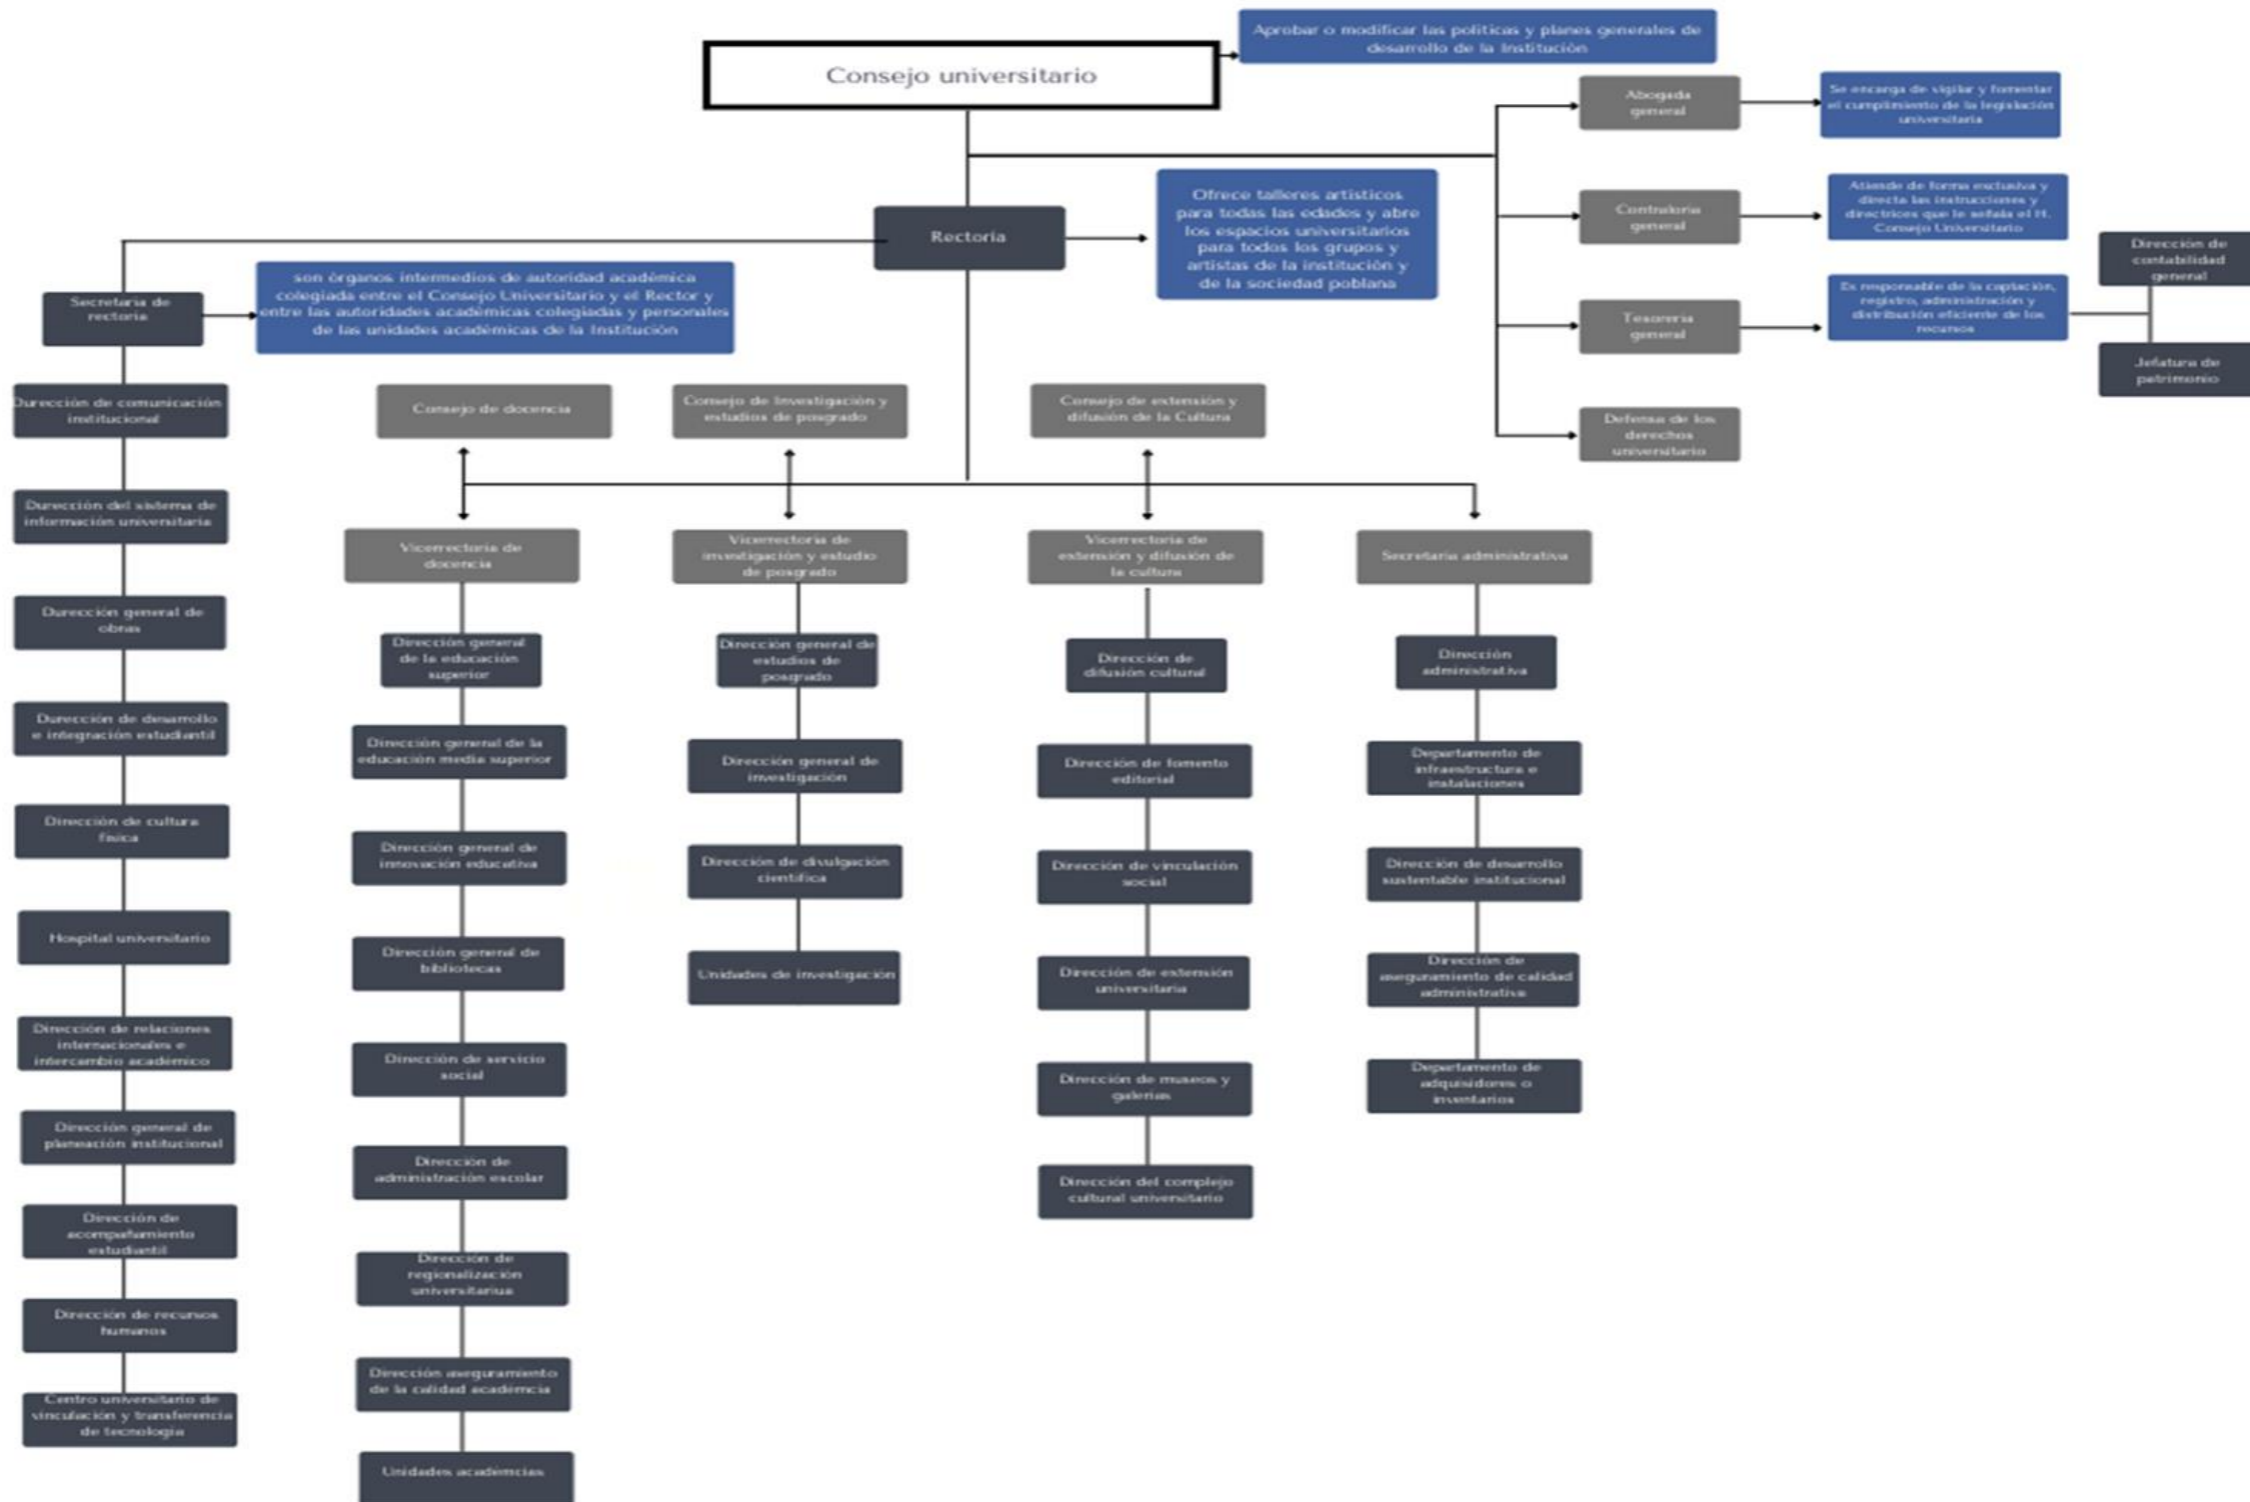 Consejo universitario
Aprobar o modificar las políticas y planes generales de
desarrollo de la Institución
Abogada
general
Se encarga de vigilar y fomentar
el cumplimiento de la legislación
universitaria
Contraloría
general
Atiende de forma exclusiva y
directa las instrucciones y
directrices que le señala el H.
Consejo Universitario
Tesorería
general
Es responsable de la captación,
registro, administración y
distribución eficiente de los
recursos
Dirección de
contabilidad
general
Jefatura de
patrimonio
Defensa de los
derechos
universitario
Rectoría
Ofrece talleres artísticos
para todas las edades y abre
los espacios universitarios
para todos los grupos y
artistas de la institución y
de la sociedad poblana
Secretaria de
rectoría
son órganos intermedios de autoridad académica
colegiada entre el Consejo Universitario y el Rector y
entre las autoridades académicas colegiadas y personales
de las unidades académicas de la Institución
Durección de comunicación
institucional
Durección del sistema de
información universitaria
Durección general de
obras
Durección de desarrollo
e integración estudiantil
Dirección de cultura
física
Hospital universitario
Dirección de relaciones
internacionales e
intercambio académico
Dirección general de
planeación institucional
Dirección de
acompañamiento
estudiantil
Dirección de recursos
humanos
Centro universitario de
vinculación y transferencia
de tecnología
Consejo de docencia
Consejo de Investigación y
estudios de posgrado
Consejo de extensión y
difusión de la Cultura
Vicerrectoría de
docencia
Dirección general
de la educación
superior
Dirección general de la
educación media superior
Dirección general de
innovación educativa
Dirección general de
bibliotecas
Dirección de servicio
social
Dirección de
administración escolar
Dirección de
regionalización
universitariua
Dirección aseguramiento
de la calidad académcia
Unidades académcias
Vicerrectoría de
investigación y estudio
de posgrado
Dirección general de
estudios de
posgrado
Dirección general de
investigación
Dirección de divulgación
científica
Unidades de investigación
Vicerrectoría de
extensión y difusión de
la cultura
Dirección de
difusión cultural
Dirección de fomento
editorial
Dirección de vinculación
social
Dirección de extensión
universitaria
Dirección de museos y
galerías
Dirección del complejo
cultural universitario
Secretaría administrativa
Dirección
administrativa
Departamento de
infraestructura e
instalaciones
Dirección de desarrollo
sustentable institucional
Dirección de
aseguramiento de calidad
administrativa
Departamento de
adquisidores o
inventarios